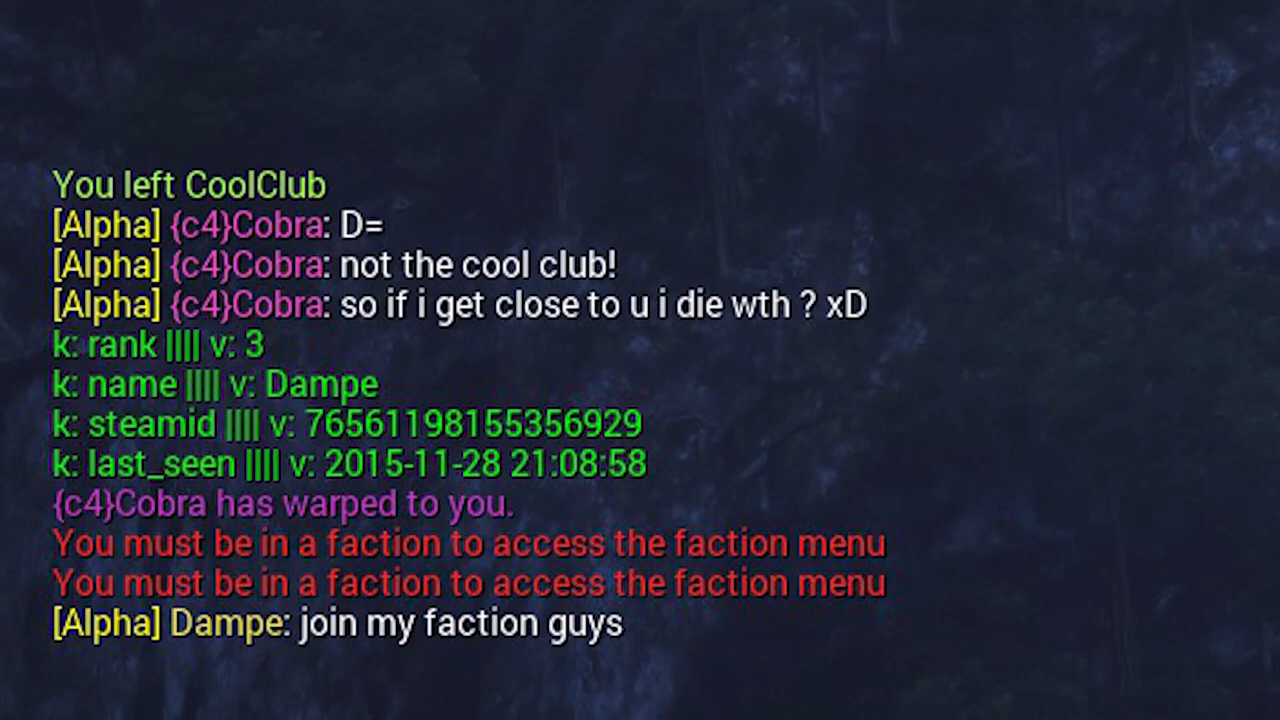 You left CoolClub
[Alpha] {c4}Cobra: D=
[Alpha] {c4}Cobra: not the cool club!
[Alpha] {c4}Cobra: so if i get close to u i die wth ? xD
k: rank |||| v: 3
k: name |||| v: Dampe
k: steamid |||| v: 76561198155356929
k: last_seen |||| v: 2015-11-28 21:08:58
{c4}Cobra has warped to you.
You must be in a faction to access the faction menu
You must be in a faction to access the faction menu
[Alpha] Dampe: join my faction guys